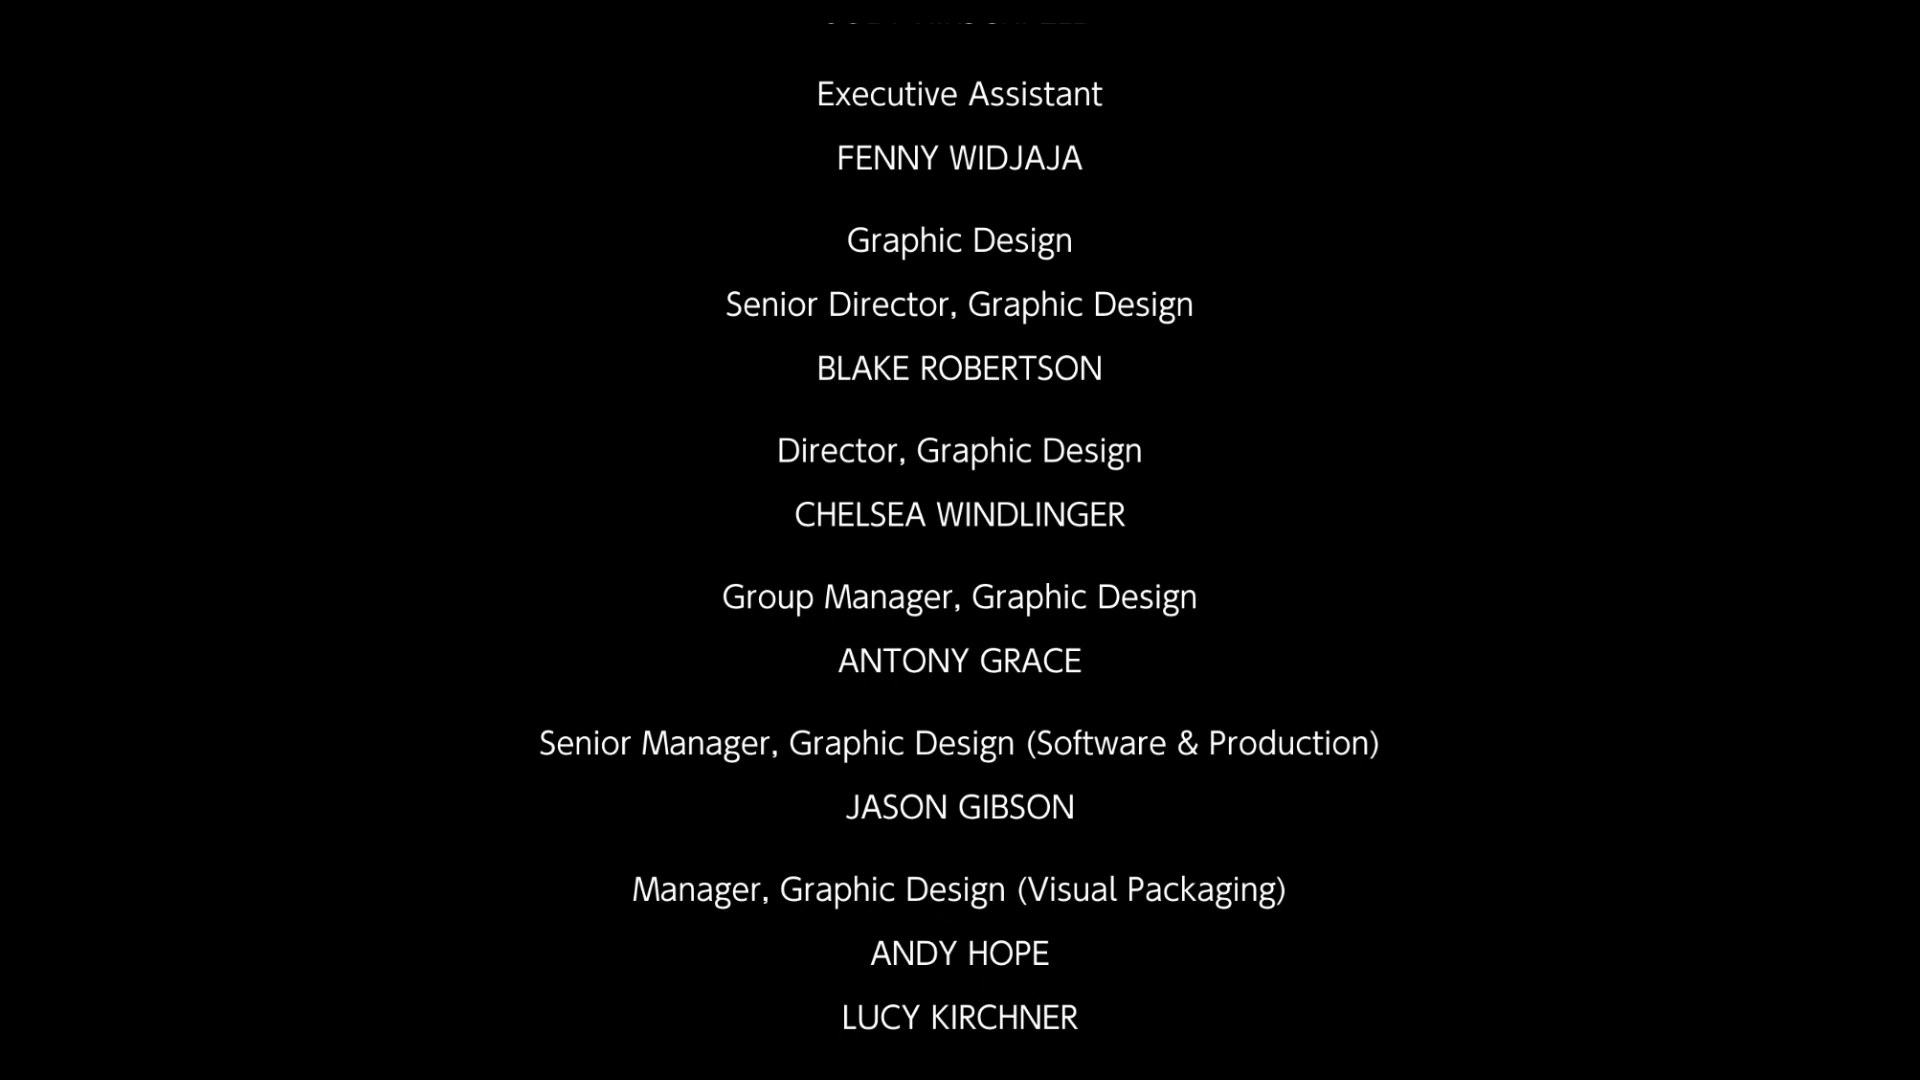 Executive Assistant
FENNY WIDJAJA
Graphic Design
Senior Director, Graphic Design
BLAKE ROBERTSON
Director, Graphic Design
CHELSEA WINDLINGER
Group Manager, Graphic Design
ANTONY GRACE
Senior Manager, Graphic Design (Software & Production)
JASON GIBSON
Manager, Graphic Design (Visual Packaging)
ANDY HOPE
LUCY KIRCHNER